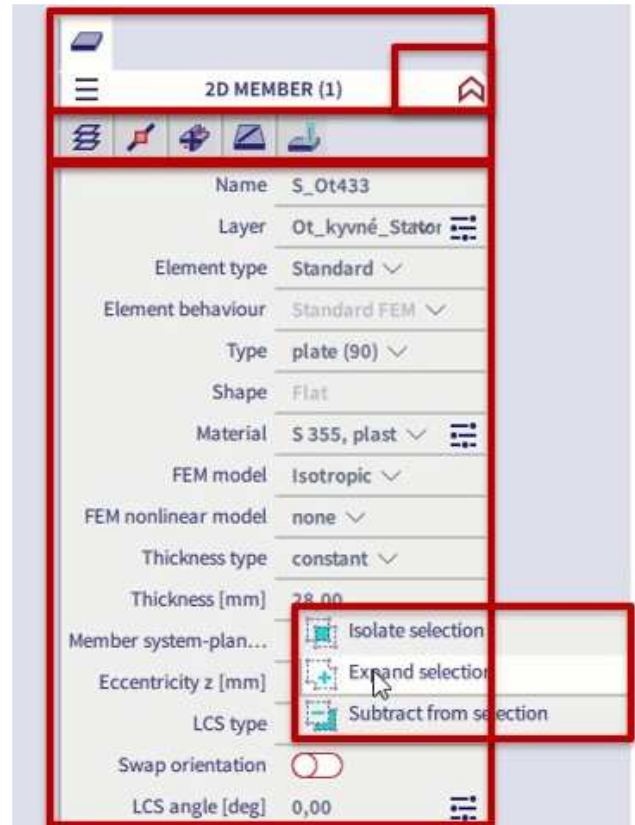 2D MEMBER (1)
Name S_Ot433
Layer Ot_kyvné_Stator
Element type Standard
Element behaviour Standard FEM
Type plate (90)
Shape Flat
Material S 355, plast
FEM model Isotropic
FEM nonlinear model none
Thickness type constant
Thickness [mm] 28,00
Member system-plan...
Isolate selection
Eccentricity z [mm]
Expand selection
LCS type
Subtract from selection
Swap orientation
LCS angle [deg] 0,00